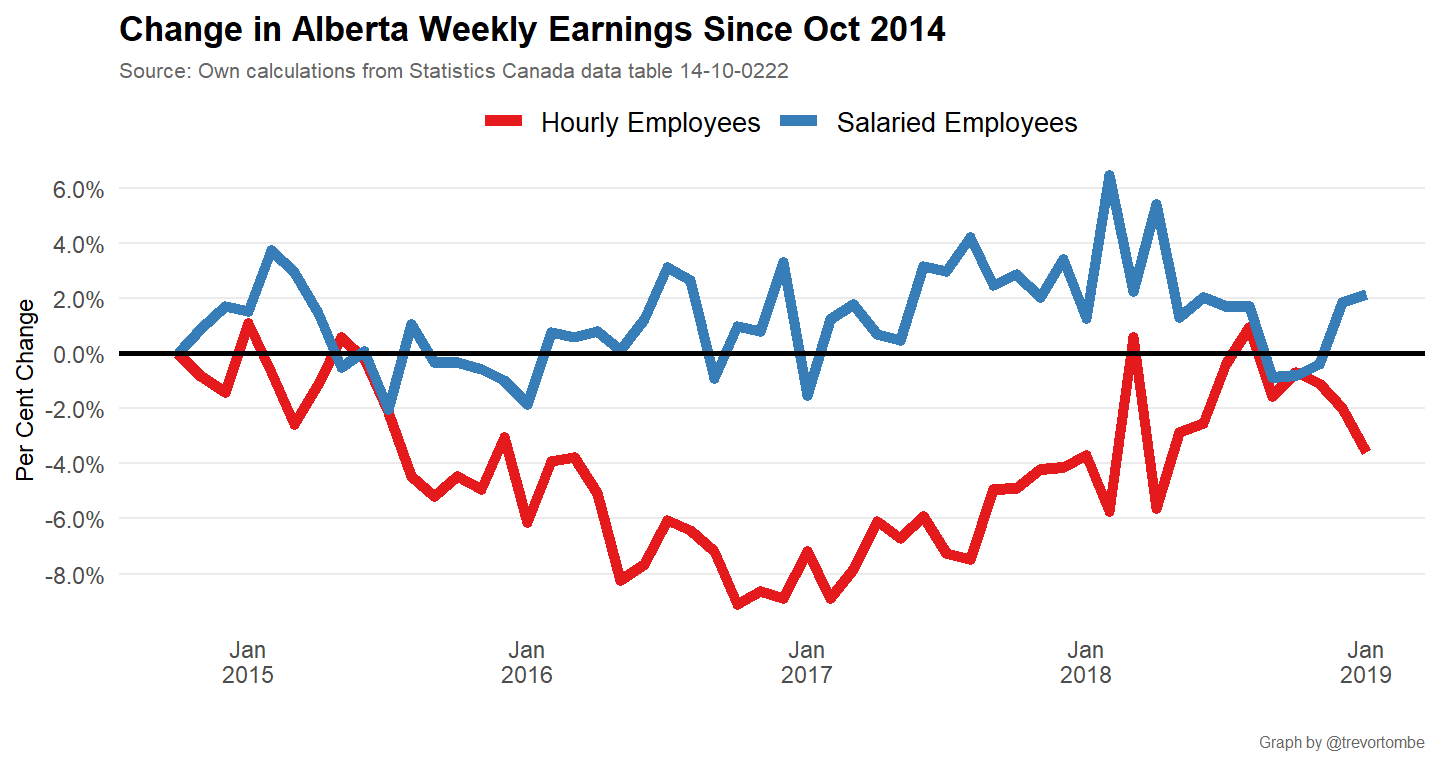 Change in Alberta Weekly Earnings Since Oct 2014
Source: Own calculations from Statistics Canada data table 14-10-0222
Hourly Employees
Salaried Employees
Per Cent Change
6.0%
4.0%
2.0%
0.0%
-2.0%
-4.0%
-6.0%
-8.0%
Jan
2015
Jan
2016
Jan
2017
Jan
2018
Jan
2019
Graph by @trevortombe